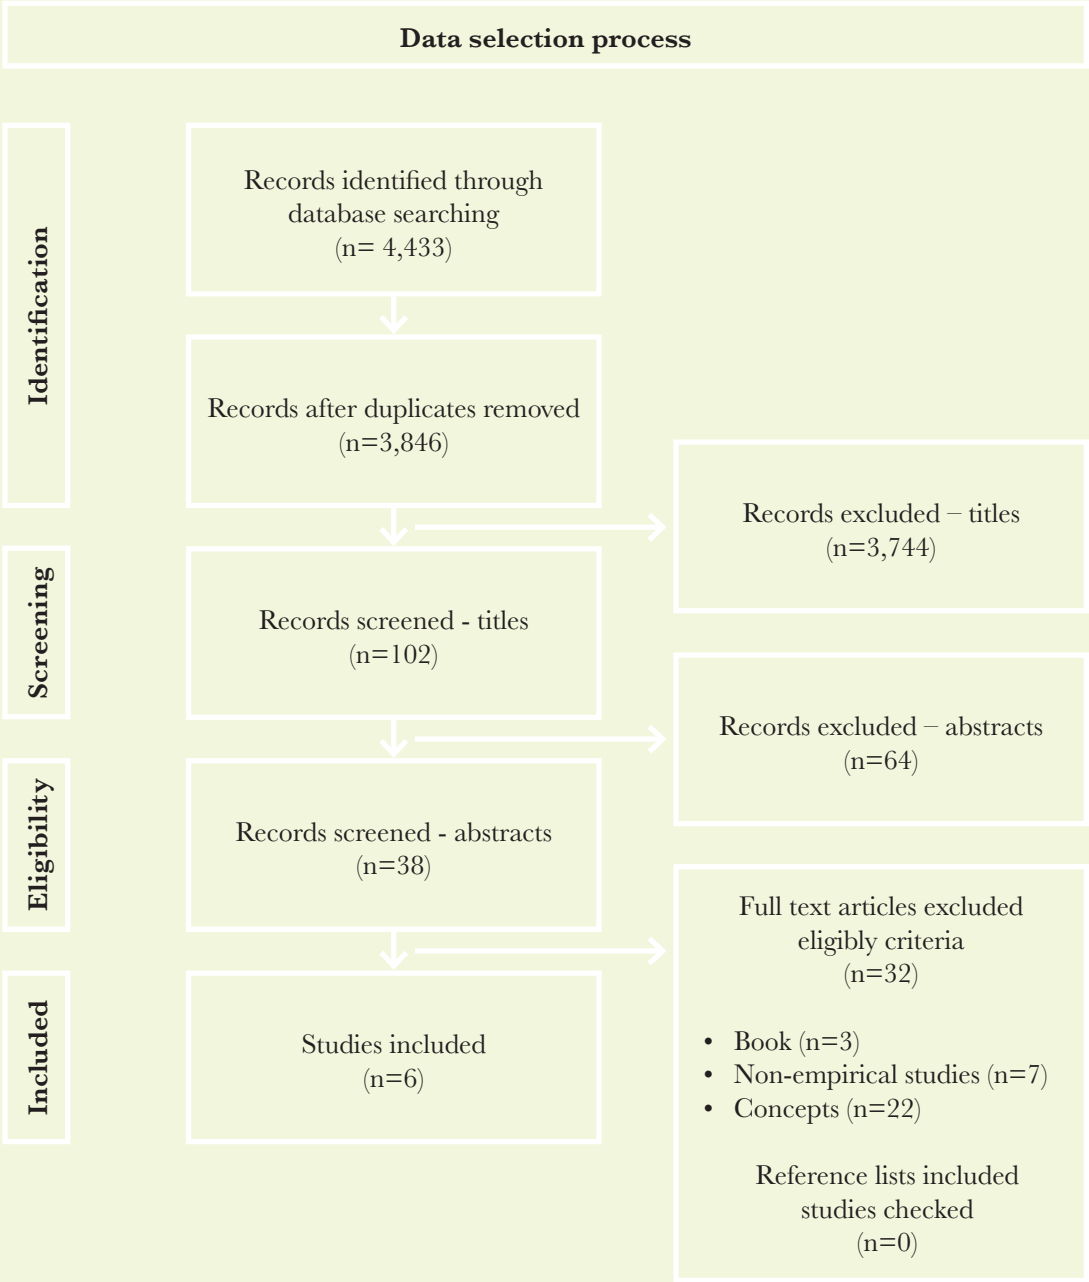 Data selection process
Identification
Records identified through
database searching
(n= 4,433)
Records after duplicates removed
(n=3,846)
Records excluded – titles
(n=3,744)
Screening
Records screened - titles
(n=102)
Records excluded – abstracts
(n=64)
Eligibility
Records screened - abstracts
(n=38)
Full text articles excluded
eligibly criteria
(n=32)
• Book (n=3)
• Non-empirical studies (n=7)
• Concepts (n=22)
Reference lists included
studies checked
(n=0)
Included
Studies included
(n=6)